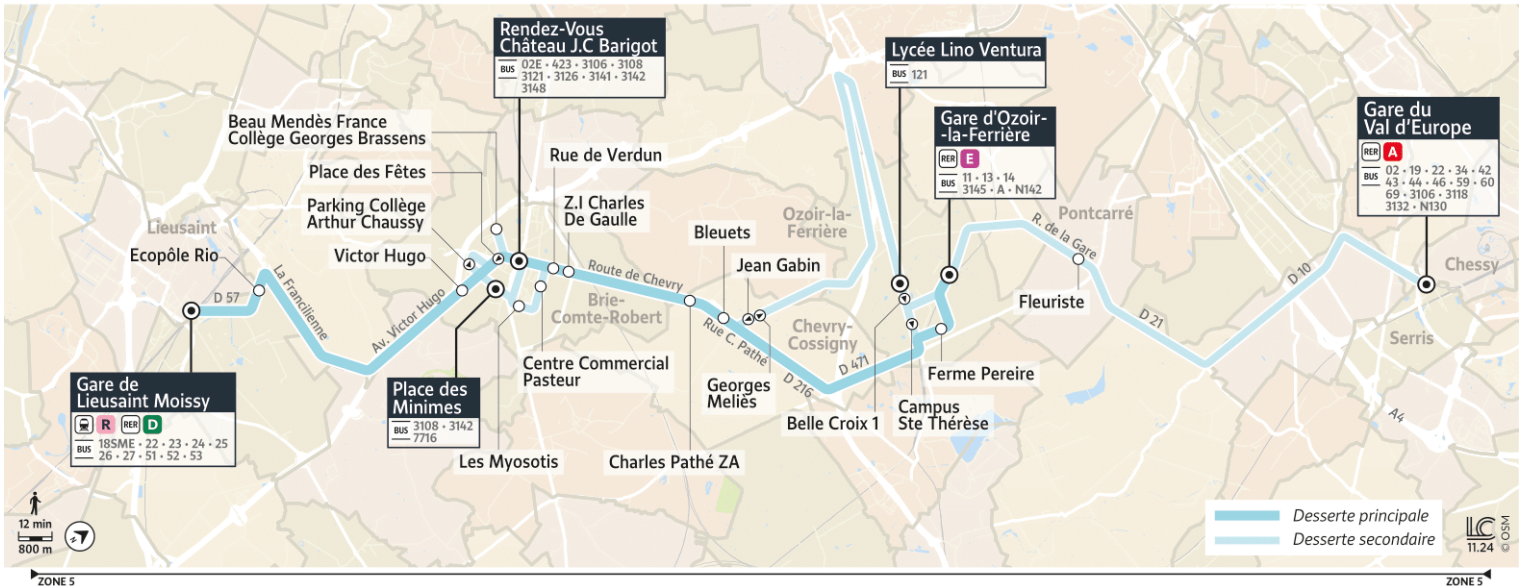 Rendez-Vous
Château J.C Barigot
BUS 02E • 423 • 3106 • 3108
3121 • 3126 • 3141 • 3142
3148
Lycée Lino Ventura
BUS 121
Gare d'Ozoir-
-la-Ferrière
RER E
BUS 11 • 13 • 14
3145 • A • N142
Gare du
Val d'Europe
RER A
BUS 02 • 19 • 22 • 34 • 42
43 • 44 • 46 • 59 • 60
69 • 3106 • 3118
3132 • N130
Beau Mendès France
Collège Georges Brassens
Place des Fêtes
Parking Collège
Arthur Chaussy
Victor Hugo
Rue de Verdun
Z.I Charles
De Gaulle
Lieusaint
Ecopôle Rio
D 57
La Francilienne
Av. Victor Hugo
Route de Chevry
Brie-
Comte-Robert
Bleuets
Jean Gabin
Ozoir-la-
Ferrière
Pontcarré
R. de la Gare
Fleuriste
D 21
D 10
Chessy
Serris
A4
Rue C. Pathé
D 216
Chevry-
Cossigny
D 471
Ferme Pereire
Georges
Meliès
Belle Croix 1
Campus
Ste Thérèse
Centre Commercial
Pasteur
Les Myosotis
Charles Pathé ZA
Gare de
Lieusaint Moissy
R RER D
BUS 18SME • 22 • 23 • 24 • 25
26 • 27 • 51 • 52 • 53
Place des
Minimes
BUS 3108 • 3142
7716
12 min
800 m
Desserte principale
Desserte secondaire
LC
11.24
© OSM
ZONE 5
ZONE 5